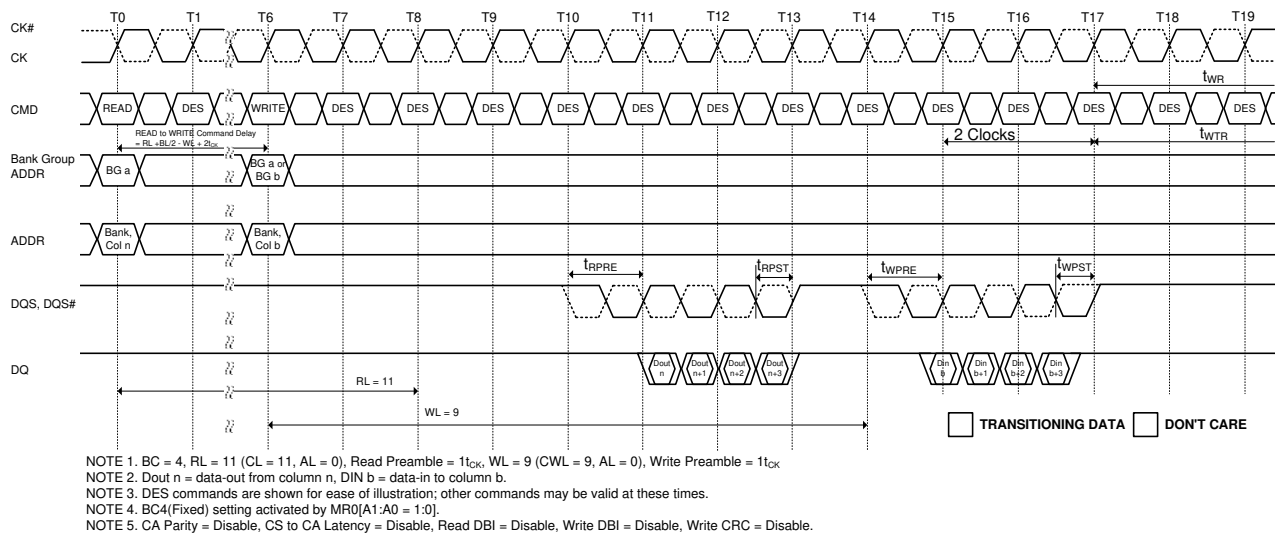 T0 T1 T6 T7 T8 T9 T10 T11 T12 T13 T14 T15 T16 T17 T18 T19
CK#
CK
tWR
CMD READ DES WRITE DES DES DES DES DES DES DES DES DES DES DES DES DES
READ to WRITE Command Delay
= RL +BL/2 - WL + 2tCK
2 Clocks
tWTR
Bank Group
ADDR
BG a
BG a or
BG b
ADDR
Bank,
Col n
Bank,
Col b
tRPRE tRPST tWPRE tWPST
DQS, DQS#
DQ
Dout
n
Dout
n+1
Dout
n+2
Dout
n+3
Din
b
Din
b+1
Din
b+2
Din
b+3
RL = 11
WL = 9
TRANSITIONING DATA DON'T CARE
NOTE 1. BC = 4, RL = 11 (CL = 11, AL = 0), Read Preamble = 1tCK, WL = 9 (CWL = 9, AL = 0), Write Preamble = 1tCK
NOTE 2. Dout n = data-out from column n, DIN b = data-in to column b.
NOTE 3. DES commands are shown for ease of illustration; other commands may be valid at these times.
NOTE 4. BC4(Fixed) setting activated by MR0[A1:A0 = 1:0].
NOTE 5. CA Parity = Disable, CS to CA Latency = Disable, Read DBI = Disable, Write DBI = Disable, Write CRC = Disable.